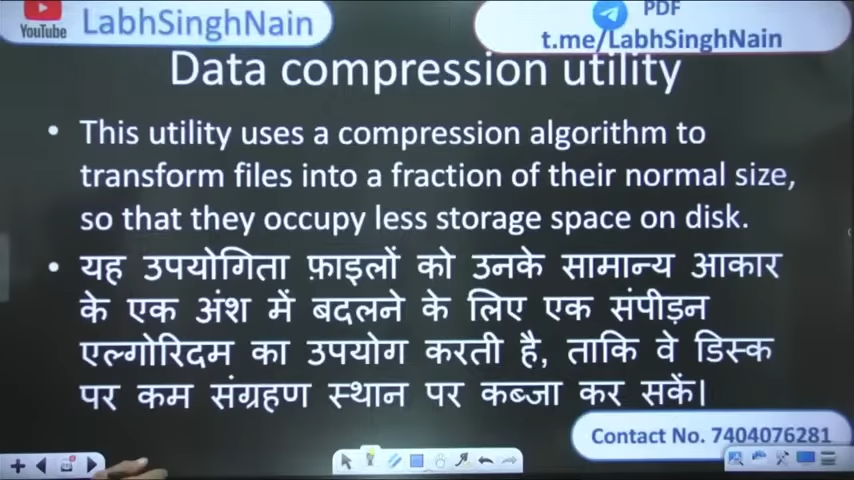 YouTube
LabhSinghNain
PDF
t.me/LabhSinghNain
Data compression utility
• This utility uses a compression algorithm to
transform files into a fraction of their normal size,
so that they occupy less storage space on disk.
• यह उपयोगिता फ़ाइलों को उनके सामान्य आकार
के एक अंश में बदलने के लिए एक संपीड़न
एल्गोरिदम का उपयोग करती है, ताकि वे डिस्क
पर कम संग्रहण स्थान पर कब्जा कर सकें।
Contact No. 7404076281